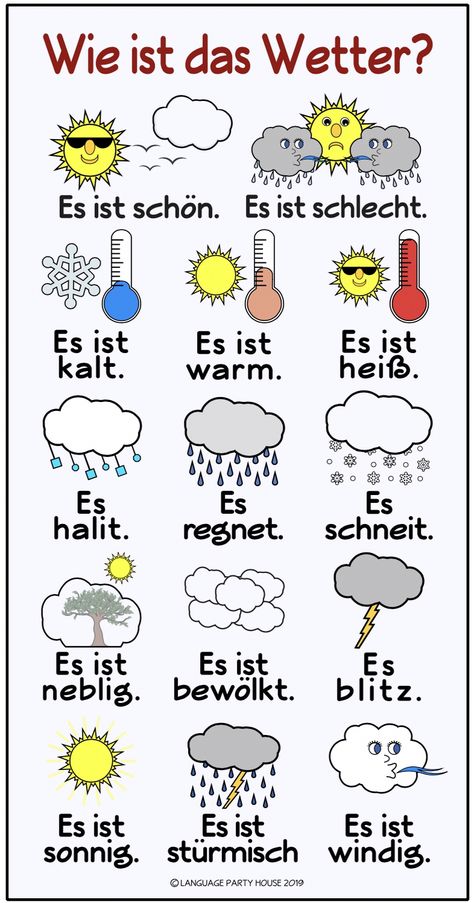 Wie ist das Wetter?
Es ist schön.
Es ist schlecht.
Es ist
kalt.
Es ist
warm.
Es ist
heiß.
Es
halit.
Es
regnet.
Es
schneit.
Es ist
neblig.
Es ist
bewölkt.
Es
blitz.
Es ist
sonnig.
Es ist
stürmisch
Es ist
windig.
© LANGUAGE PARTY HOUSE 2019